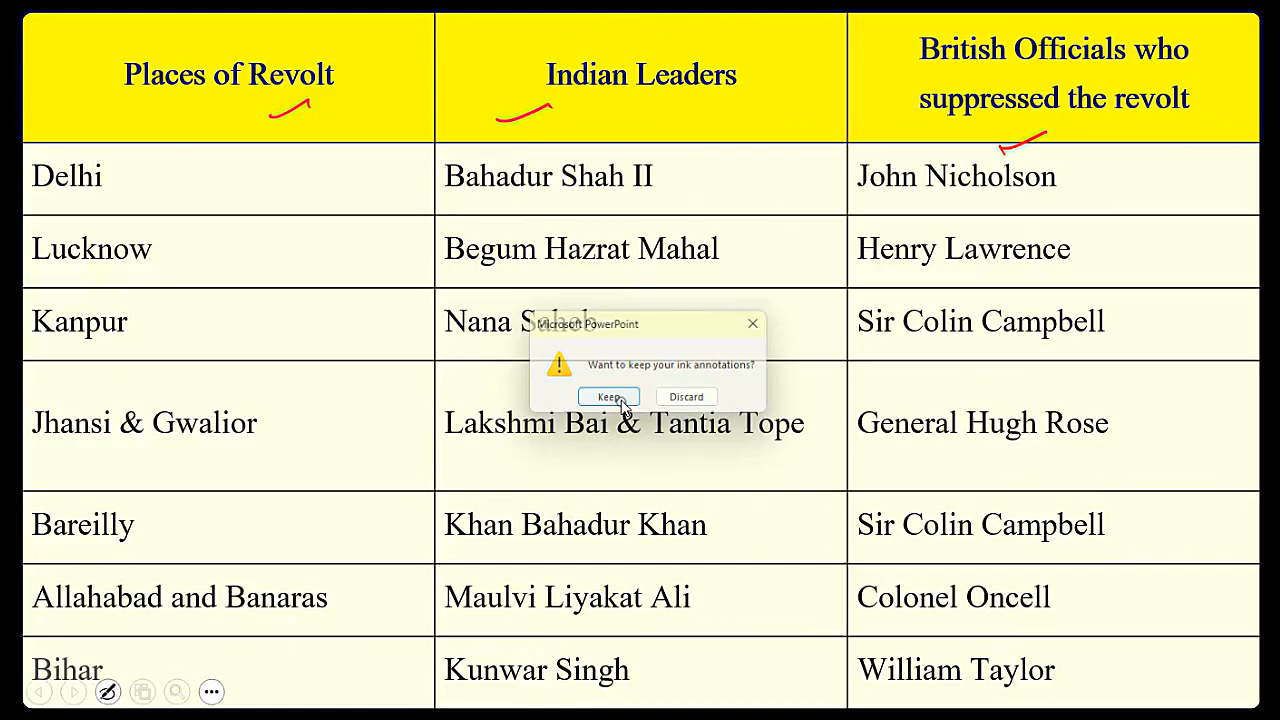 Places of Revolt
Indian Leaders
British Officials who
suppressed the revolt
Delhi
Bahadur Shah II
John Nicholson
Lucknow
Begum Hazrat Mahal
Henry Lawrence
Kanpur
Nana Saheb
Sir Colin Campbell
Microsoft PowerPoint
Want to keep your ink annotations?
Keep
Discard
Jhansi & Gwalior
Lakshmi Bai & Tantia Tope
General Hugh Rose
Bareilly
Khan Bahadur Khan
Sir Colin Campbell
Allahabad and Banaras
Maulvi Liyakat Ali
Colonel Oncell
Bihar
Kunwar Singh
William Taylor